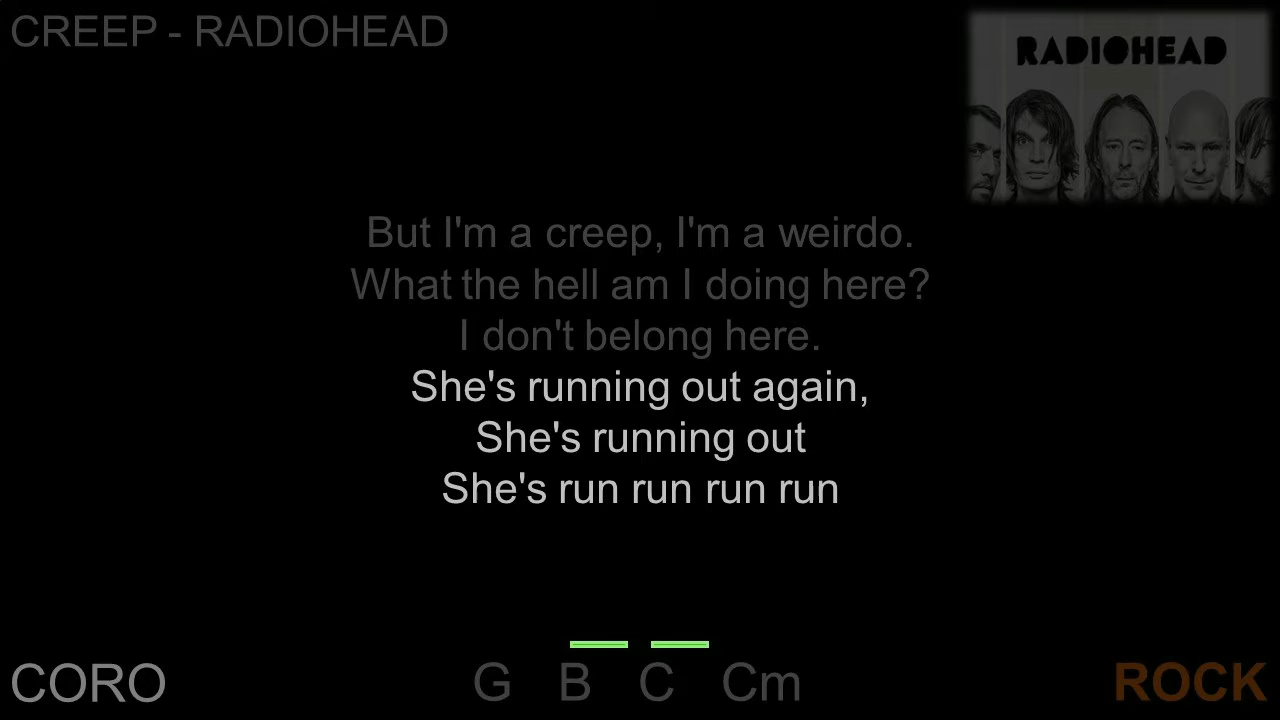 CREEP - RADIOHEAD
RADIOHEAD
But I'm a creep, I'm a weirdo.
What the hell am I doing here?
I don't belong here.
She's running out again,
She's running out
She's run run run run
CORO
G B C Cm
ROCK